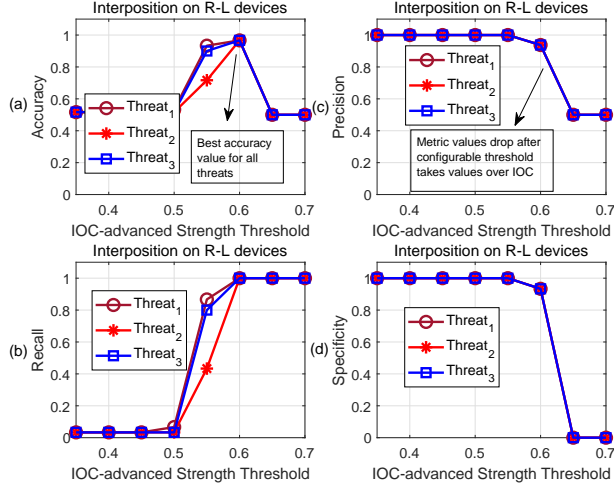 Interposition on R-L devices
1
0.8
0.6
0.4
0.2
0
0.4
0.5
0.6
0.7
(a)
Accuracy
IOC-advanced Strength Threshold
Threat1
Threat2
Threat3
Best accuracy
value for all
threats
Interposition on R-L devices
1
0.8
0.6
0.4
0.2
0
0.4
0.5
0.6
0.7
(c)
Precision
IOC-advanced Strength Threshold
Threat1
Threat2
Threat3
Metric values drop after
configurable threshold
takes values over IOC
Interposition on R-L devices
1
0.8
0.6
0.4
0.2
0
0.4
0.5
0.6
0.7
(b)
Recall
IOC-advanced Strength Threshold
Threat1
Threat2
Threat3
Interposition on R-L devices
1
0.8
0.6
0.4
0.2
0
0.4
0.5
0.6
0.7
(d)
Specificity
IOC-advanced Strength Threshold
Threat1
Threat2
Threat3